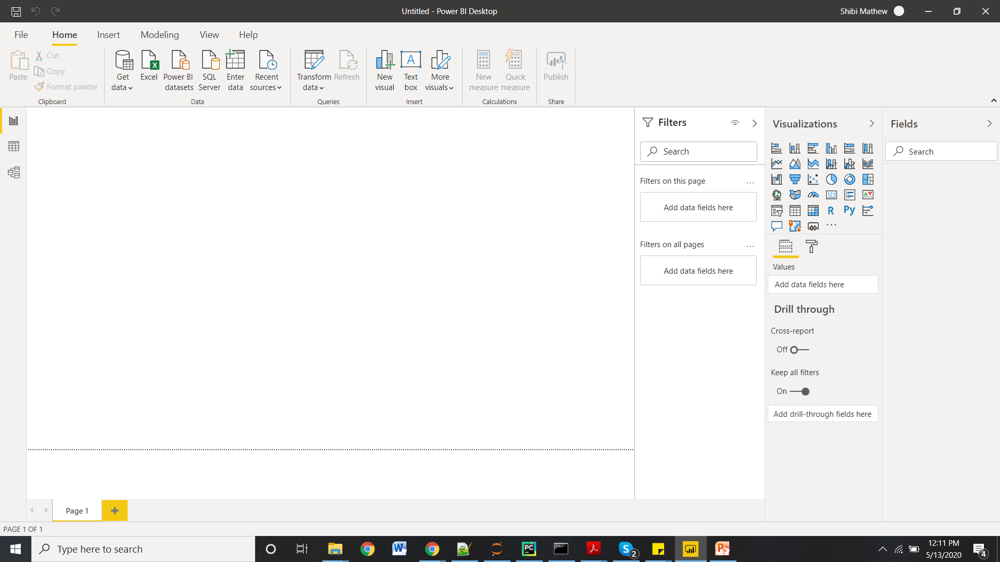 Untitled - Power BI Desktop
Shibi Mathew
File Home Insert Modeling View Help
Paste
Cut
Copy
Format painter
Clipboard
Get data
Excel
Power BI datasets
SQL Server
Enter data
Recent sources
Data
Transform data
Refresh
Queries
New visual
Text box
More visuals
Insert
New measure
Quick measure
Calculations
Publish
Share
Filters
Search
Filters on this page ...
Add data fields here
Filters on all pages ...
Add data fields here
Visualizations
123
R Py
...
Values
Add data fields here
Drill through
Cross-report
Off
Keep all filters
On
Add drill-through fields here
Fields
Search
Page 1
PAGE 1 OF 1
Type here to search
PC
2
12:11 PM
5/13/2020
4